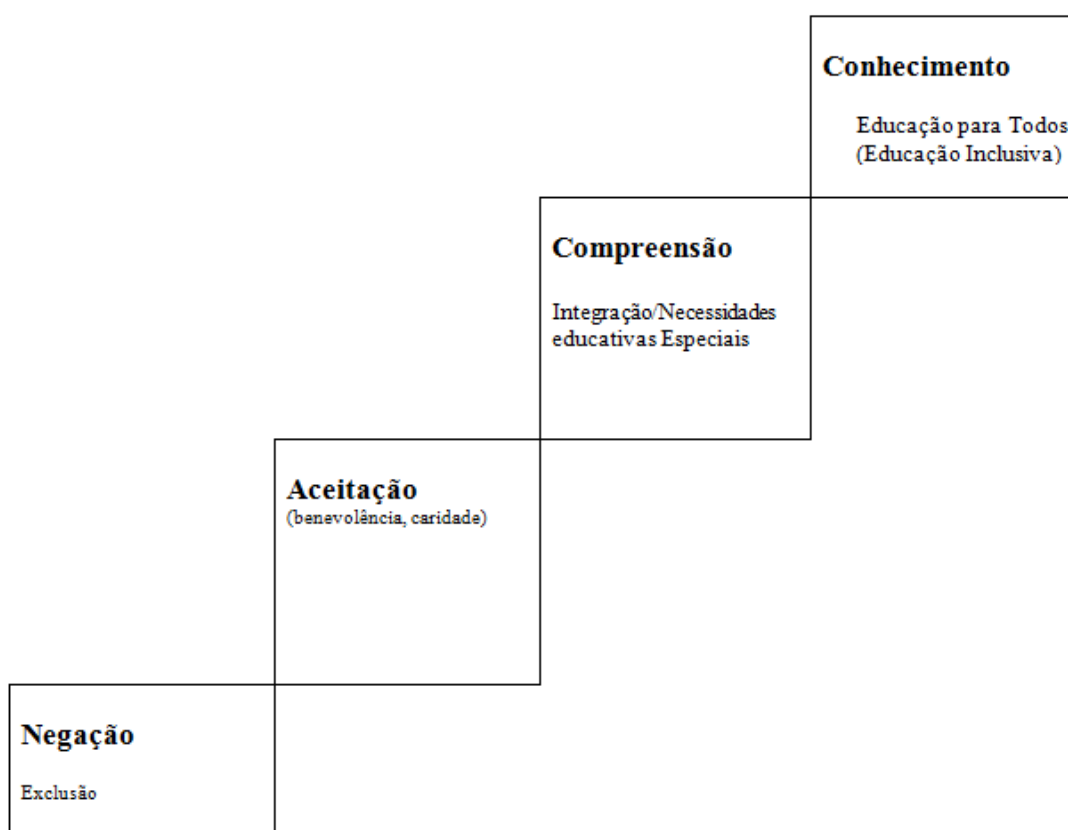 Conhecimento
Educação para Todos
(Educação Inclusiva)
Compreensão
Integração/Necessidades
educativas Especiais
Aceitação
(benevolência, caridade)
Negação
Exclusão